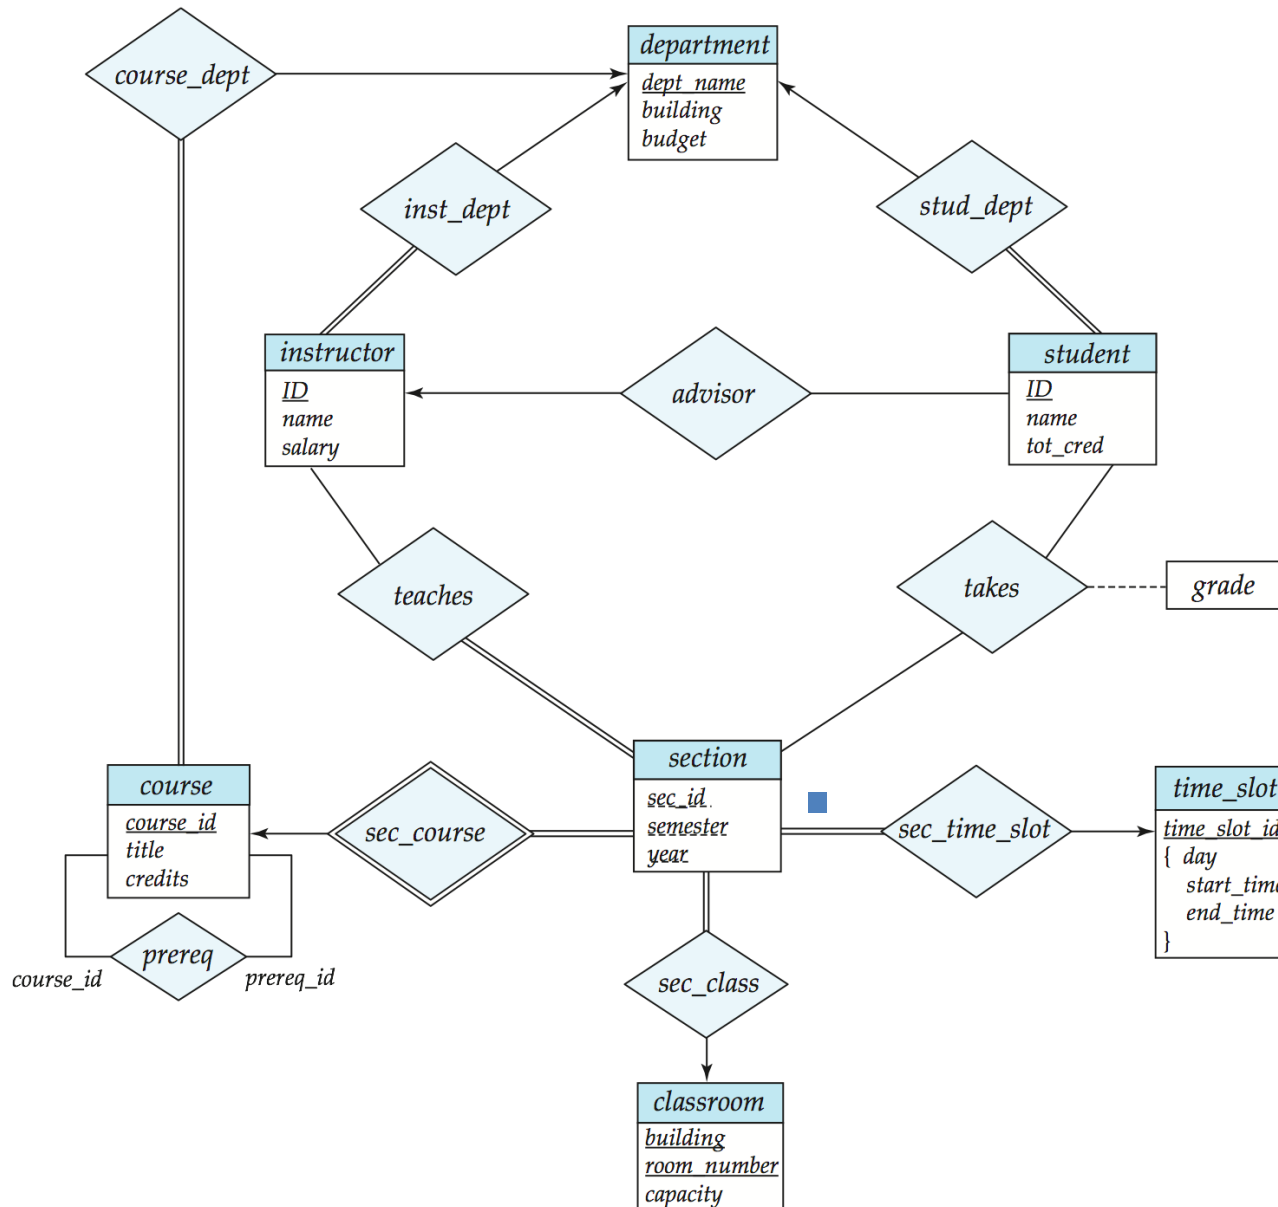 department
dept_name
building
budget
course_dept
inst_dept
stud_dept
instructor
ID
name
salary
advisor
student
ID
name
tot_cred
teaches
takes
grade
course
course_id
title
credits
sec_course
section
sec_id
semester
year
sec_time_slot
time_slot
time_slot_id
{ day
start_time
end_time
}
prereq
course_id
prereq_id
sec_class
classroom
building
room_number
capacity